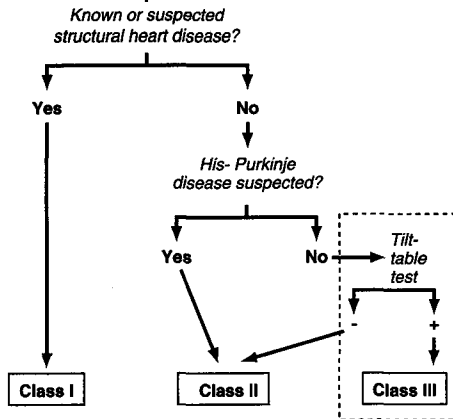 Known or suspected
structural heart disease?
Yes
No
His- Purkinje
disease suspected?
Yes
No
Tilt-
table
test
-
+
Class I
Class II
Class III